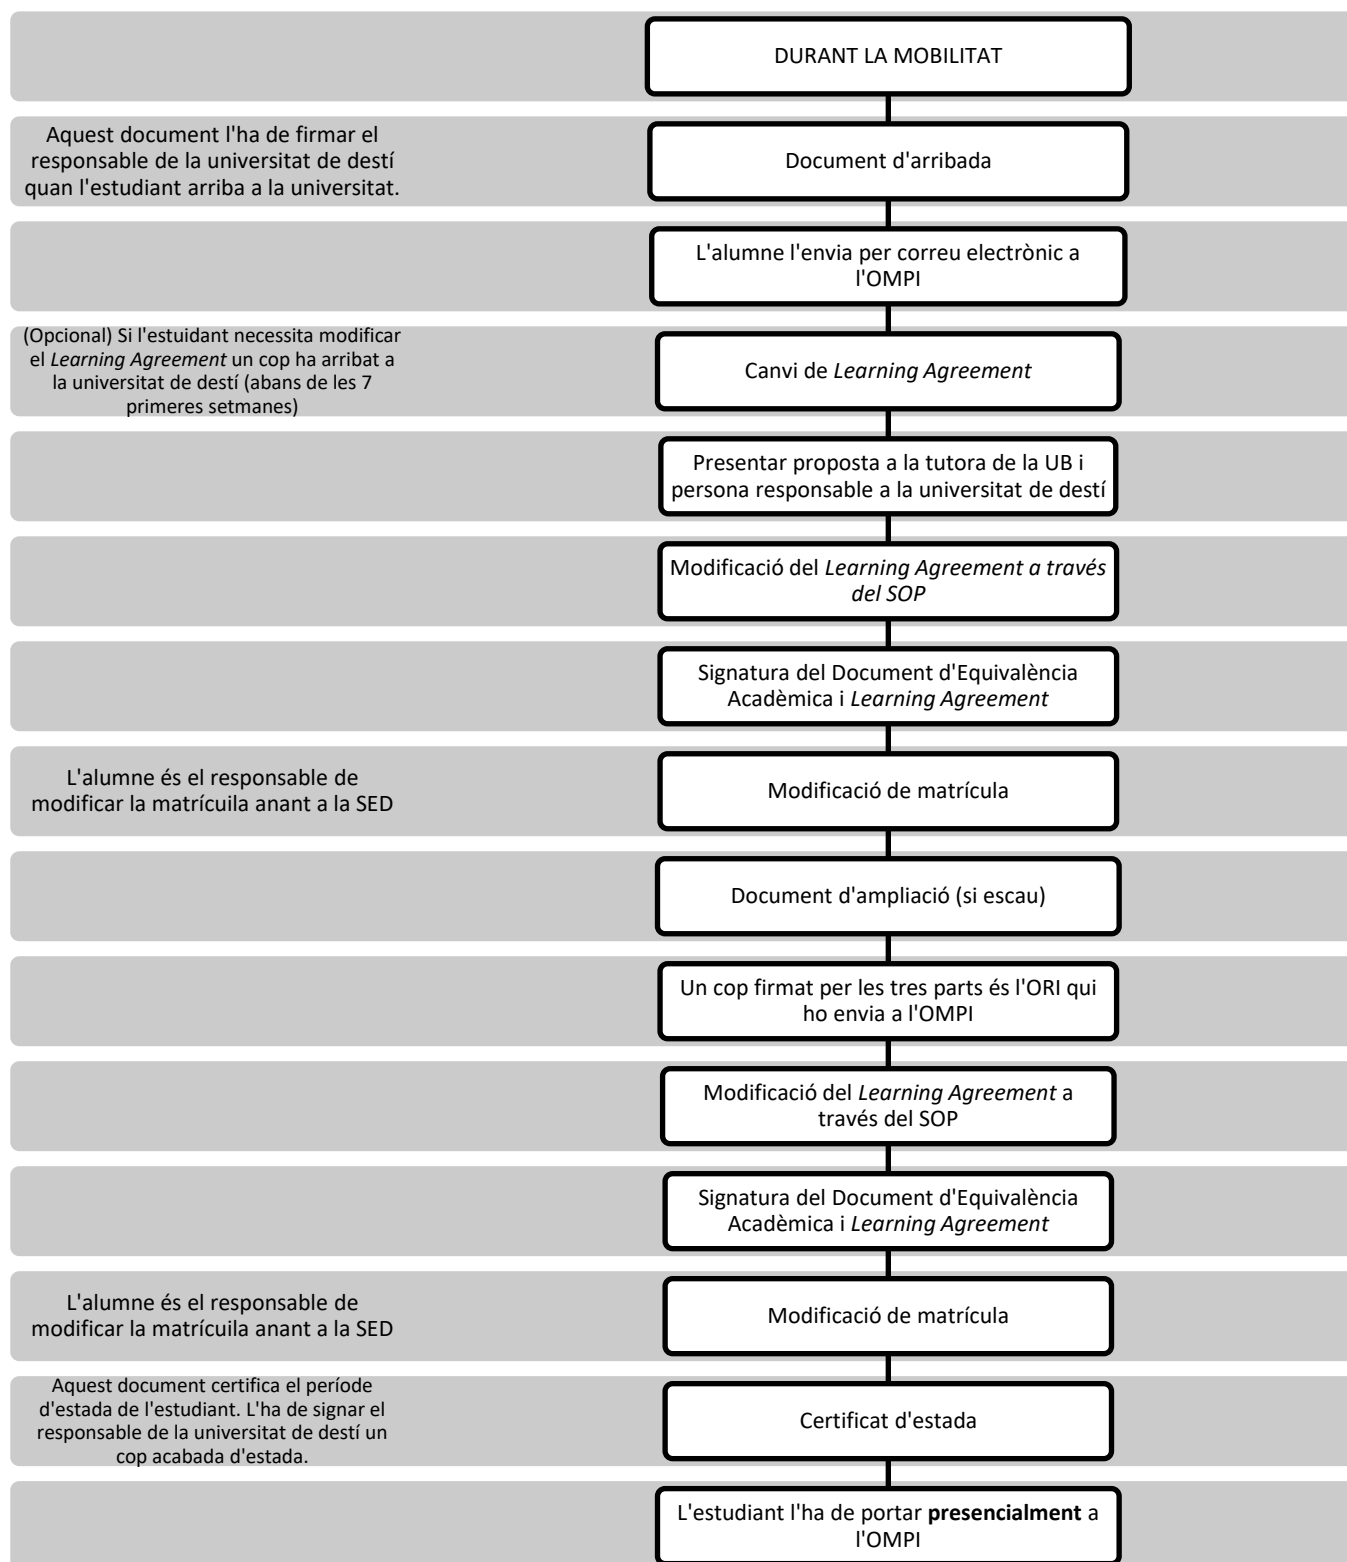 DURANT LA MOBILITAT
Aquest document l'ha de firmar el
responsable de la universitat de destí
quan l'estudiant arriba a la universitat.
Document d'arribada
L'alumne l'envia per correu electrònic a
l'OMPI
(Opcional) Si l'estuidant necessita modificar
el Learning Agreement un cop ha arribat a
la universitat de destí (abans de les 7
primeres setmanes)
Canvi de Learning Agreement
Presentar proposta a la tutora de la UB i
persona responsable a la universitat de destí
Modificació del Learning Agreement a través
del SOP
Signatura del Document d'Equivalència
Acadèmica i Learning Agreement
L'alumne és el responsable de
modificar la matrícuila anant a la SED
Modificació de matrícula
Document d'ampliació (si escau)
Un cop firmat per les tres parts és l'ORI qui
ho envia a l'OMPI
Modificació del Learning Agreement a
través del SOP
Signatura del Document d'Equivalència
Acadèmica i Learning Agreement
L'alumne és el responsable de
modificar la matrícuila anant a la SED
Modificació de matrícula
Aquest document certifica el període
d'estada de l'estudiant. L'ha de signar el
responsable de la universitat de destí un
cop acabada d'estada.
Certificat d'estada
L'estudiant l'ha de portar presencialment a
l'OMPI